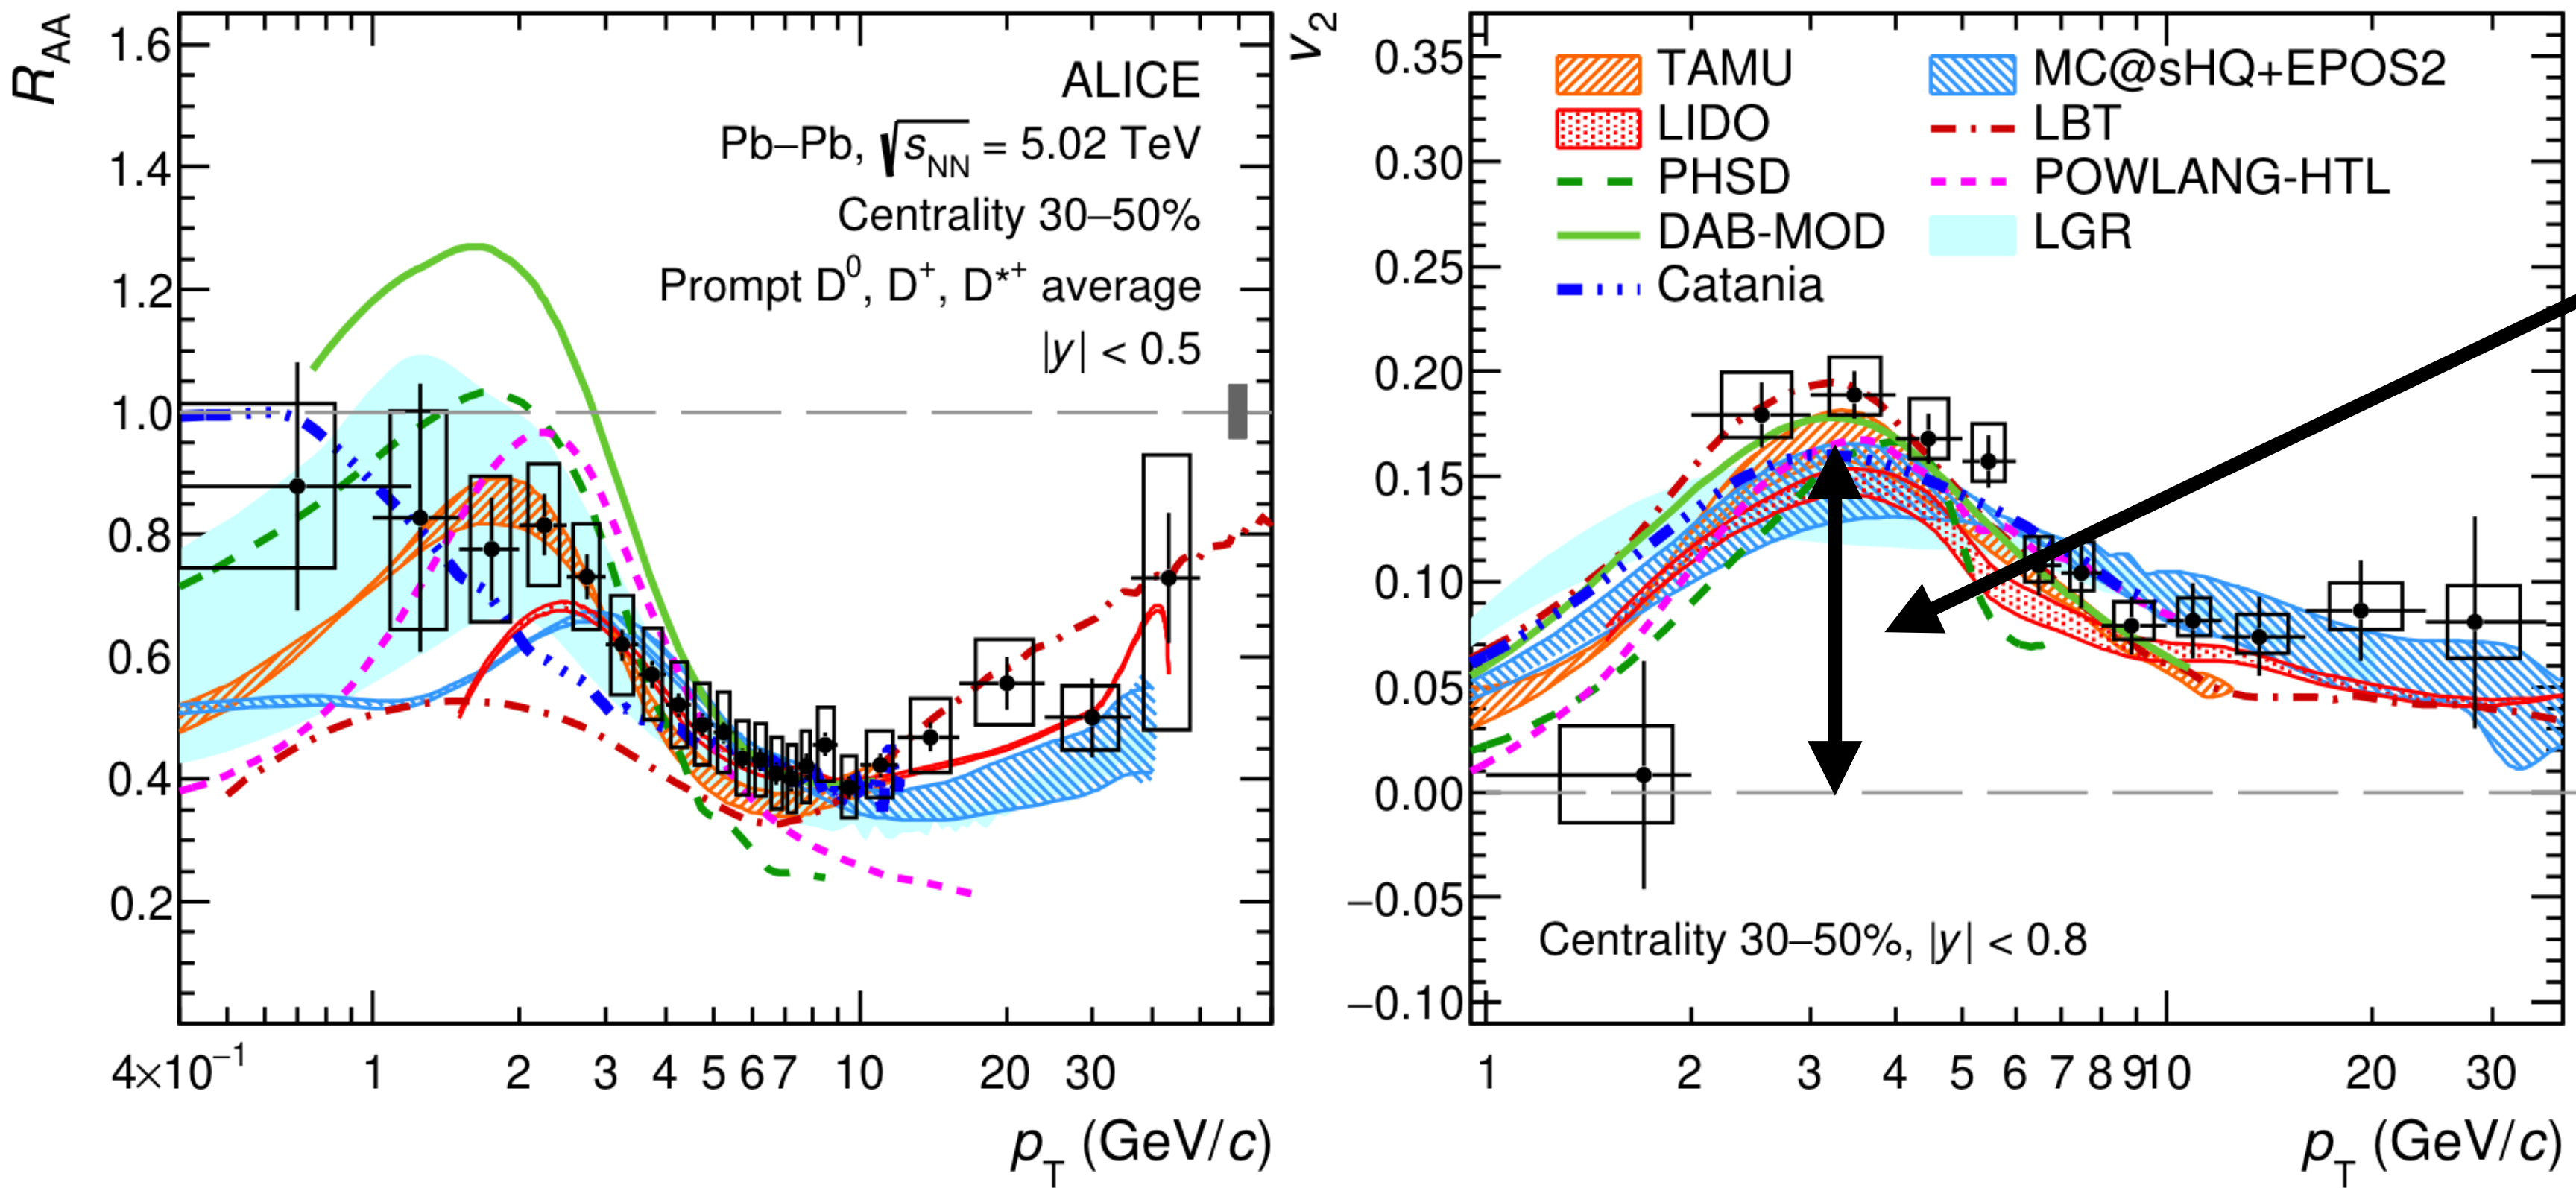 R_AA
1.6
1.4
1.2
1.0
0.8
0.6
0.4
0.2
ALICE
Pb–Pb, √s_NN = 5.02 TeV
Centrality 30–50%
Prompt D⁰, D⁺, D*⁺ average
|y| < 0.5
4×10⁻¹ 1 2 3 4 5 6 7 10 20 30
p_T (GeV/c)
v_2
0.35
0.30
0.25
0.20
0.15
0.10
0.05
0.00
−0.05
−0.10
TAMU
LIDO
PHSD
DAB-MOD
Catania
MC@sHQ+EPOS2
LBT
POWLANG-HTL
LGR
Centrality 30–50%, |y| < 0.8
1 2 3 4 5 6 7 8 9 10 20 30
p_T (GeV/c)